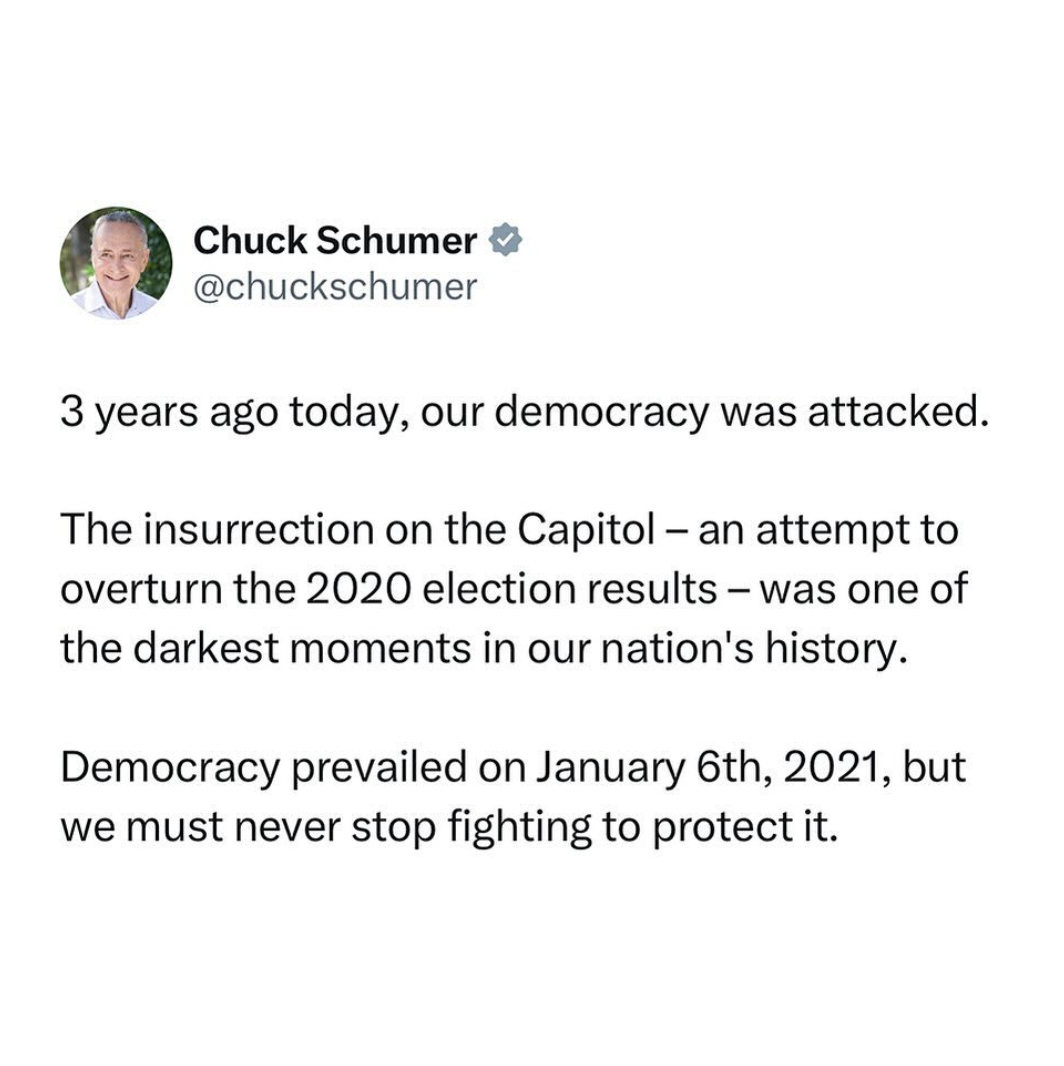 Chuck Schumer
@chuckschumer
3 years ago today, our democracy was attacked.
The insurrection on the Capitol – an attempt to
overturn the 2020 election results – was one of
the darkest moments in our nation's history.
Democracy prevailed on January 6th, 2021, but
we must never stop fighting to protect it.